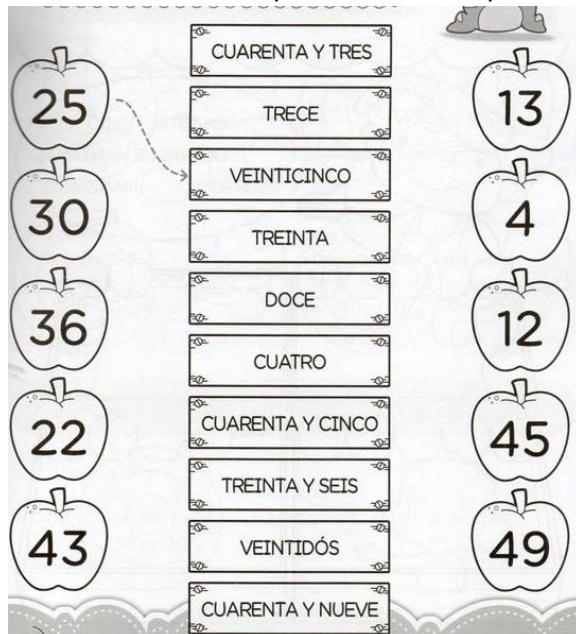 CUARENTA Y TRES
25
TRECE
13
VEINTICINCO
30
4
TREINTA
DOCE
36
12
CUATRO
22
CUARENTA Y CINCO
45
TREINTA Y SEIS
43
VEINTIDÓS
49
CUARENTA Y NUEVE